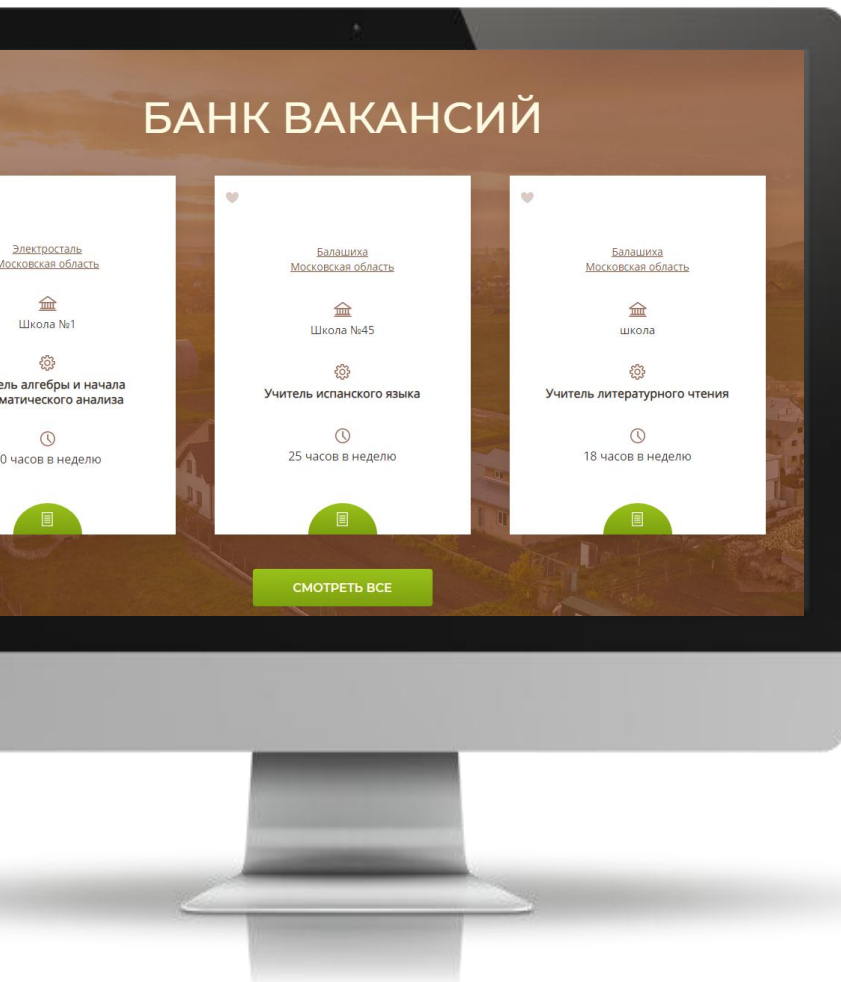 БАНК ВАКАНСИЙ
Электросталь
Московская область
Школа №1
алгебры и начала
анализа
часов в неделю
Балашиха
Московская область
Школа №45
Учитель испанского языка
25 часов в неделю
Балашиха
Московская область
школа
Учитель литературного чтения
18 часов в неделю
СМОТРЕТЬ ВСЕ